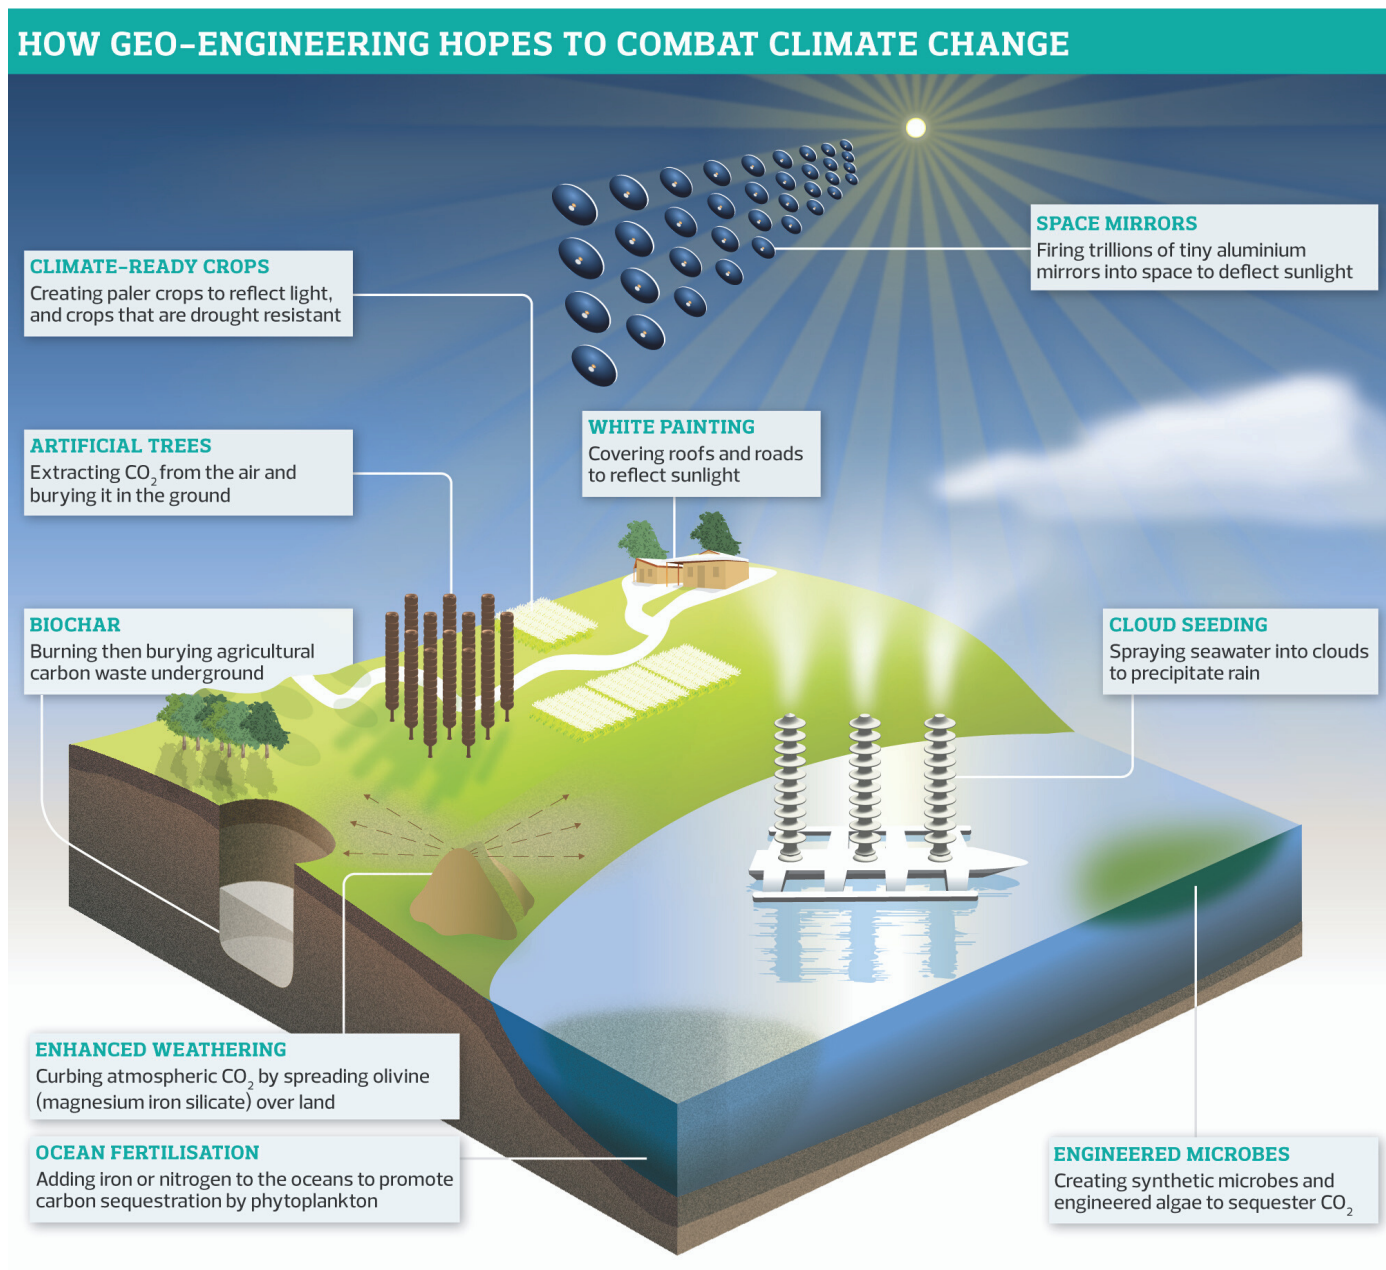 HOW GEO-ENGINEERING HOPES TO COMBAT CLIMATE CHANGE
SPACE MIRRORS
Firing trillions of tiny aluminium
mirrors into space to deflect sunlight
CLIMATE-READY CROPS
Creating paler crops to reflect light,
and crops that are drought resistant
WHITE PAINTING
Covering roofs and roads
to reflect sunlight
ARTIFICIAL TREES
Extracting CO₂ from the air and
burying it in the ground
BIOCHAR
Burning then burying agricultural
carbon waste underground
CLOUD SEEDING
Spraying seawater into clouds
to precipitate rain
ENHANCED WEATHERING
Curbing atmospheric CO₂ by spreading olivine
(magnesium iron silicate) over land
OCEAN FERTILISATION
Adding iron or nitrogen to the oceans to promote
carbon sequestration by phytoplankton
ENGINEERED MICROBES
Creating synthetic microbes and
engineered algae to sequester CO₂